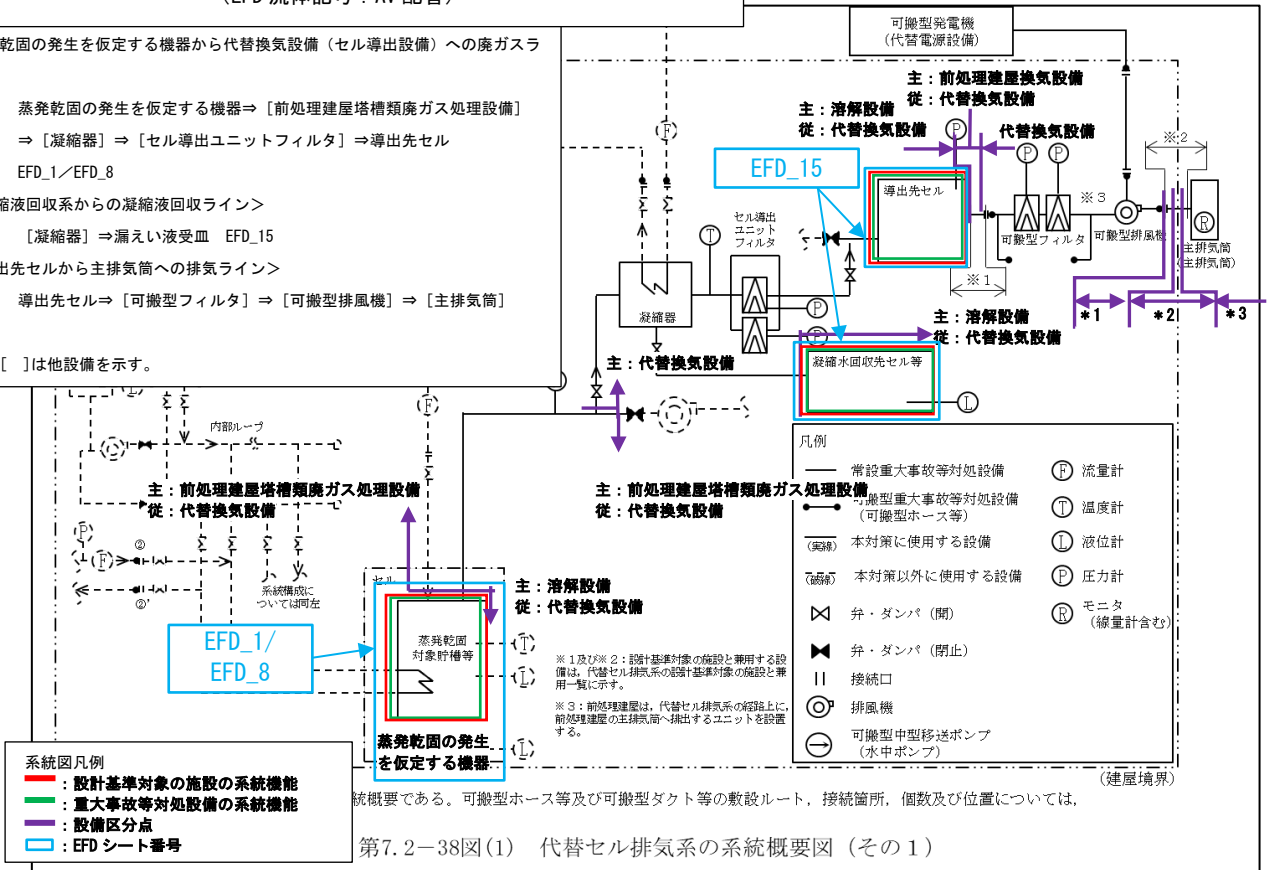 乾固の発生を仮定する機器から代替換気設備（セル導出設備）への廃ガスラ
蒸発乾固の発生を仮定する機器⇒［前処理建屋塔槽類廃ガス処理設備］
⇒［凝縮器］⇒［セル導出ユニットフィルタ］⇒導出先セル
EFD_1／EFD_8
縮液回収系からの凝縮液回収ライン＞
［凝縮器］⇒漏えい液受皿　EFD_15
出先セルから主排気筒への排気ライン＞
導出先セル⇒［可搬型フィルタ］⇒［可搬型排風機］⇒［主排気筒］
［　］は他設備を示す。
可搬型発電機
（代替電源設備）
主：前処理建屋換気設備
従：代替換気設備
主：溶解設備
従：代替換気設備
代替換気設備
※2
EFD_15
P
P
P
F
導出先セル
※3
セル導出
ユニット
フィルタ
T
可搬型フィルタ
可搬型排風機
R
主排気筒
(主排気筒)
※1
凝縮器
P
P
＊1
＊2
＊3
主：溶解設備
従：代替換気設備
主：代替換気設備
凝縮水回収先セル等
L
F
内部ループ
主：前処理建屋塔槽類廃ガス処理設備
従：代替換気設備
主：前処理建屋塔槽類廃ガス処理設備
従：代替換気設備
P
F
②
②'
系統構成に
ついては同左
セル
主：溶解設備
従：代替換気設備
EFD_1/
EFD_8
蒸発乾固
対象貯槽等
T
L
L
蒸発乾固の発生
を仮定する機器
※1及び※2：設計基準対象の施設と兼用する設
備は，代替セル排気系の設計基準対象の施設と兼
用一覧に示す。
※3：前処理建屋は，代替セル排気系の経路上に，
前処理建屋の主排気筒へ排出するユニットを設置
する。
凡例
常設重大事故等対処設備
可搬型重大事故等対処設備
（可搬型ホース等）
(実線)　本対策に使用する設備
(破線)　本対策以外に使用する設備
弁・ダンパ（開）
弁・ダンパ（閉止）
接続口
排風機
可搬型中型移送ポンプ
（水中ポンプ）
F　流量計
T　温度計
L　液位計
P　圧力計
R　モニタ
（線量計含む）
（建屋境界）
系統図凡例
：設計基準対象の施設の系統機能
：重大事故等対処設備の系統機能
：設備区分点
：EFD シート番号
統概要である。可搬型ホース等及び可搬型ダクト等の敷設ルート，接続箇所，個数及び位置については，
第7.2－38図(1)　代替セル排気系の系統概要図（その１）